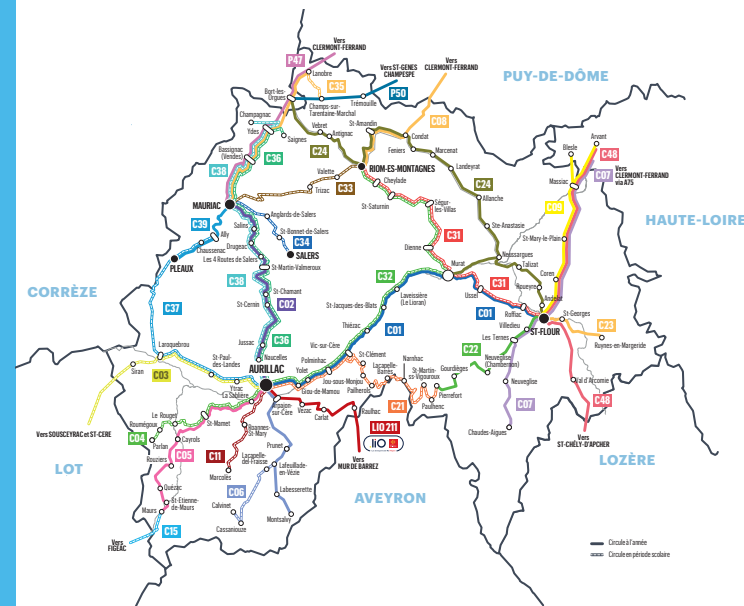 Vers
CLERMONT-FERRAND
P47
Lanobre
C35
Vers ST-GENES
CHAMPESPE
P50
Vers
CLERMONT-FERRAND
PUY-DE-DÔME
Bort-les-
Orgues
Champs-sur-
Tarentaine-Marchal
Trémouille
C08
Champagnac
Ydes
Saignes
Vebret
Antignac
C24
St-Amandin
Condat
Feniers
Marcenat
Landeyrat
Arvant
Blesle
C48
C07
Vers
CLERMONT-FERRAND
via A75
Massiac
Bassignac
(Vendes)
C38
C36
Valette
C33
Trizac
RIOM-ES-MONTAGNES
Cheylade
St-Saturnin
Ségur-
les-Villas
C24
Allanche
Ste-Anastasie
HAUTE-LOIRE
MAURIAC
C39
Ally
Chaussenac
PLEAUX
Salins
Drugeac
Les 4 Routes de Salers
Anglards-de-Salers
St-Bonnet-de-Salers
C34
SALERS
St-Martin-Valmeroux
C31
Dienne
Murat
Neussargues
Talizat
St-Mary-le-Plain
Coren
Roueyre
Andelat
CORRÈZE
C37
C38
St-Chamant
C02
St-Cernin
C32
Laveissière
(Le Lioran)
St-Jacques-des-Blats
Thiézac
C01
C31
Ussel
C01
Roffiac
Villedieu
ST-FLOUR
St-Georges
C23
Ruynes-en-Margeride
Laroquebrou
Siran
C03
St-Paul-
des-Landes
Jussac
C36
Naucelles
AURILLAC
Ytrac
La Sablière
Vic-sur-Cère
Polminhac
Yolet
Giou-de-Mamou
Jou-sous-Monjou
Pailherols
St-Clément
Lacapelle-
Barrès
Narnhac
St-Martin-
ss-Vigouroux
Gourdièges
C22
Les Ternes
Neuvéglise
(Chambernon)
Pierrefort
Paulhenc
C21
Neuveglise
C07
Chaudes-Aigues
Val d'Arcomie
C48
Vers
ST-CHÉLY-D'APCHER
LOZÈRE
Vers SOUSCEYRAC et ST-CERE
Le Rouget
Roumégoux
C04
Parlan
Cayrols
C05
Rouziers
St-Mamet
Arpajon-
sur-Cère
Vezac
Carlat
Raulhac
LIO 211
liO
Vers
MUR DE BARREZ
Roannes-
St-Mary
C11
Marcolès
Lacapelle-
del-Fraisse
Prunet
Lafeuillade-
en-Vézie
C06
Labesserette
Calvinet
Cassaniouze
Montsalvy
LOT
Quézac
St-Etienne-
de-Maurs
Maurs
C15
Vers
FIGEAC
AVEYRON
Circule à l'année
Circule en période scolaire